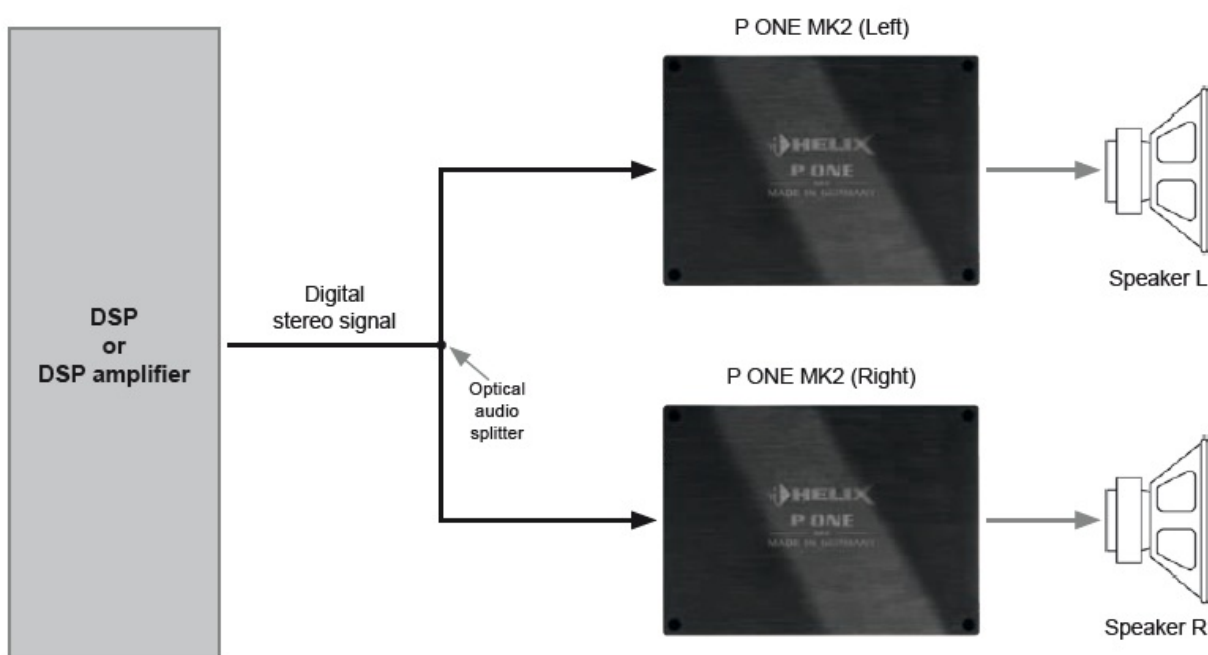 P ONE MK2 (Left)
HELIX
P ONE
MADE IN GERMANY
Speaker L
DSP
or
DSP amplifier
Digital
stereo signal
Optical
audio
splitter
P ONE MK2 (Right)
HELIX
P ONE
MADE IN GERMANY
Speaker R